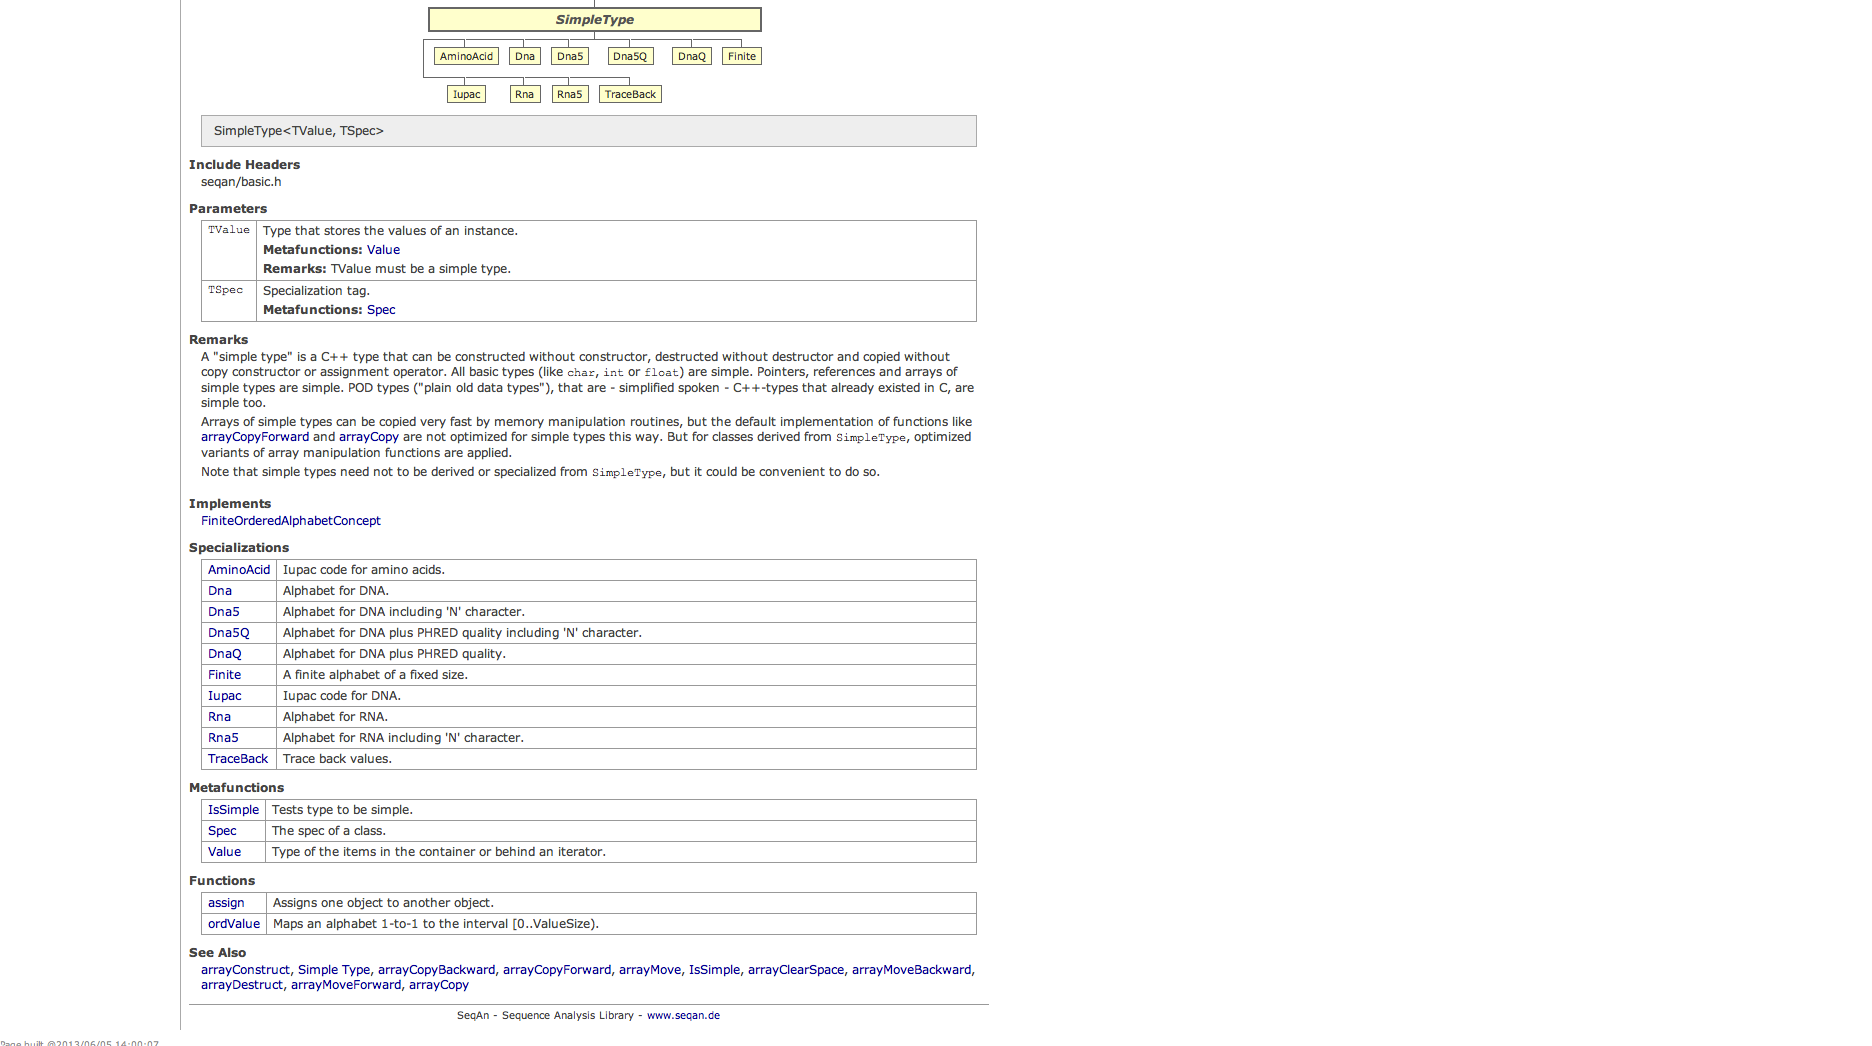 SimpleType
AminoAcid Dna Dna5 Dna5Q DnaQ Finite
Iupac Rna Rna5 TraceBack
SimpleType<TValue, TSpec>
Include Headers
seqan/basic.h
Parameters
TValue Type that stores the values of an instance.
Metafunctions: Value
Remarks: TValue must be a simple type.
TSpec Specialization tag.
Metafunctions: Spec
Remarks
A "simple type" is a C++ type that can be constructed without constructor, destructed without destructor and copied without
copy constructor or assignment operator. All basic types (like char, int or float) are simple. Pointers, references and arrays of
simple types are simple. POD types ("plain old data types"), that are - simplified spoken - C++-types that already existed in C, are
simple too.
Arrays of simple types can be copied very fast by memory manipulation routines, but the default implementation of functions like
arrayCopyForward and arrayCopy are not optimized for simple types this way. But for classes derived from SimpleType, optimized
variants of array manipulation functions are applied.
Note that simple types need not to be derived or specialized from SimpleType, but it could be convenient to do so.
Implements
FiniteOrderedAlphabetConcept
Specializations
AminoAcid Iupac code for amino acids.
Dna Alphabet for DNA.
Dna5 Alphabet for DNA including 'N' character.
Dna5Q Alphabet for DNA plus PHRED quality including 'N' character.
DnaQ Alphabet for DNA plus PHRED quality.
Finite A finite alphabet of a fixed size.
Iupac Iupac code for DNA.
Rna Alphabet for RNA.
Rna5 Alphabet for RNA including 'N' character.
TraceBack Trace back values.
Metafunctions
IsSimple Tests type to be simple.
Spec The spec of a class.
Value Type of the items in the container or behind an iterator.
Functions
assign Assigns one object to another object.
ordValue Maps an alphabet 1-to-1 to the interval [0..ValueSize).
See Also
arrayConstruct, Simple Type, arrayCopyBackward, arrayCopyForward, arrayMove, IsSimple, arrayClearSpace, arrayMoveBackward,
arrayDestruct, arrayMoveForward, arrayCopy
SeqAn - Sequence Analysis Library - www.seqan.de
Page built @2013/06/05 14:00:07